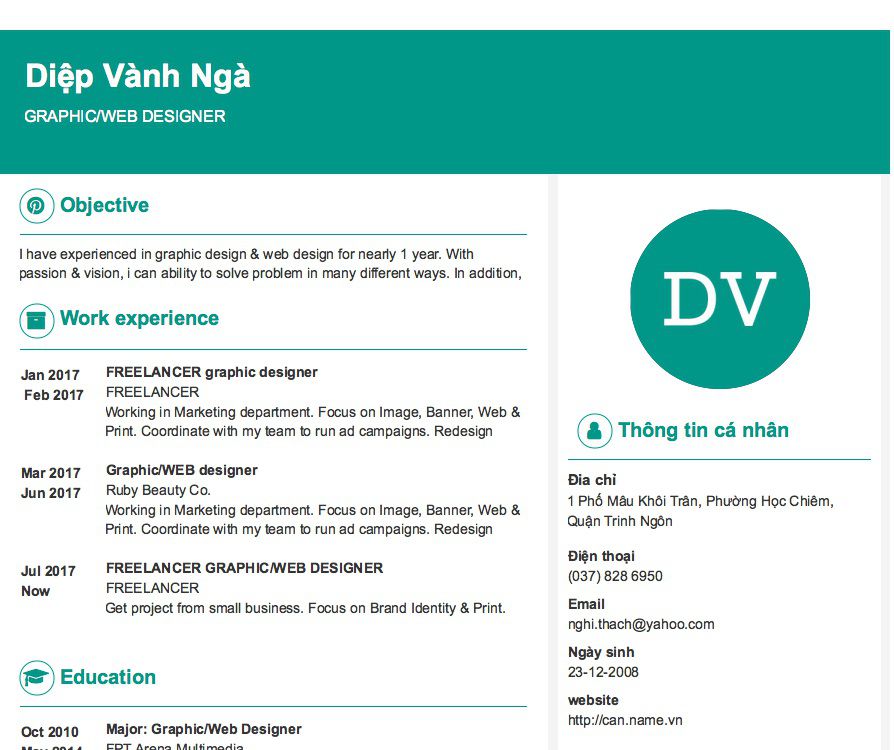 Diệp Vành Ngà
GRAPHIC/WEB DESIGNER
Objective
I have experienced in graphic design & web design for nearly 1 year. With
passion & vision, i can ability to solve problem in many different ways. In addition,
Work experience
Jan 2017
Feb 2017
FREELANCER graphic designer
FREELANCER
Working in Marketing department. Focus on Image, Banner, Web &
Print. Coordinate with my team to run ad campaigns. Redesign
Mar 2017
Jun 2017
Graphic/WEB designer
Ruby Beauty Co.
Working in Marketing department. Focus on Image, Banner, Web &
Print. Coordinate with my team to run ad campaigns. Redesign
Jul 2017
Now
FREELANCER GRAPHIC/WEB DESIGNER
FREELANCER
Get project from small business. Focus on Brand Identity & Print.
Education
Oct 2010
May 2014
Major: Graphic/Web Designer
FPT Arena Multimedia
DV
Thông tin cá nhân
Đia chỉ
1 Phố Mâu Khôi Trân, Phường Học Chiêm,
Quận Trinh Ngôn
Điện thoại
(037) 828 6950
Email
nghi.thach@yahoo.com
Ngày sinh
23-12-2008
website
http://can.name.vn